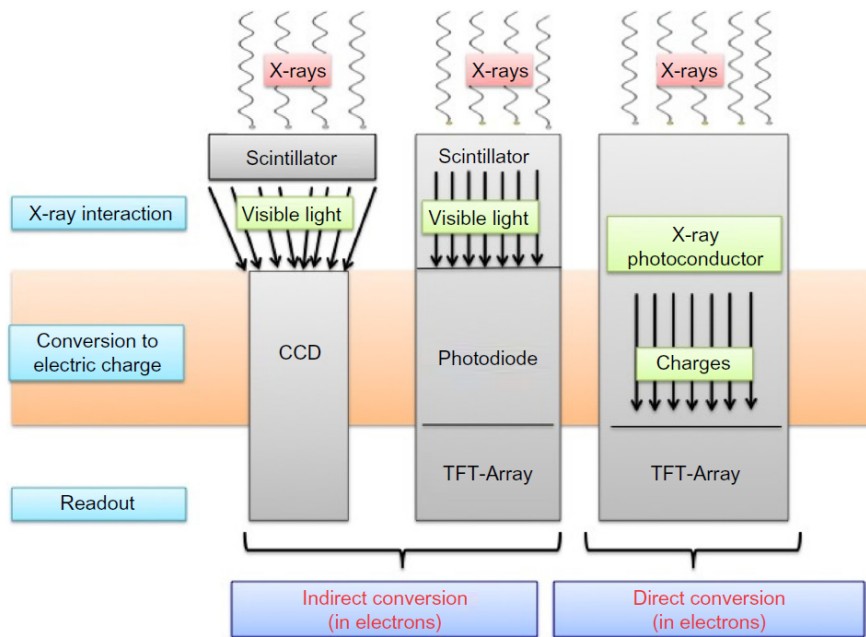 X-rays
X-rays
X-rays
Scintillator
Scintillator
X-ray interaction
Visible light
Visible light
X-ray
photoconductor
Conversion to
electric charge
CCD
Photodiode
Charges
Readout
TFT-Array
TFT-Array
Indirect conversion
(in electrons)
Direct conversion
(in electrons)